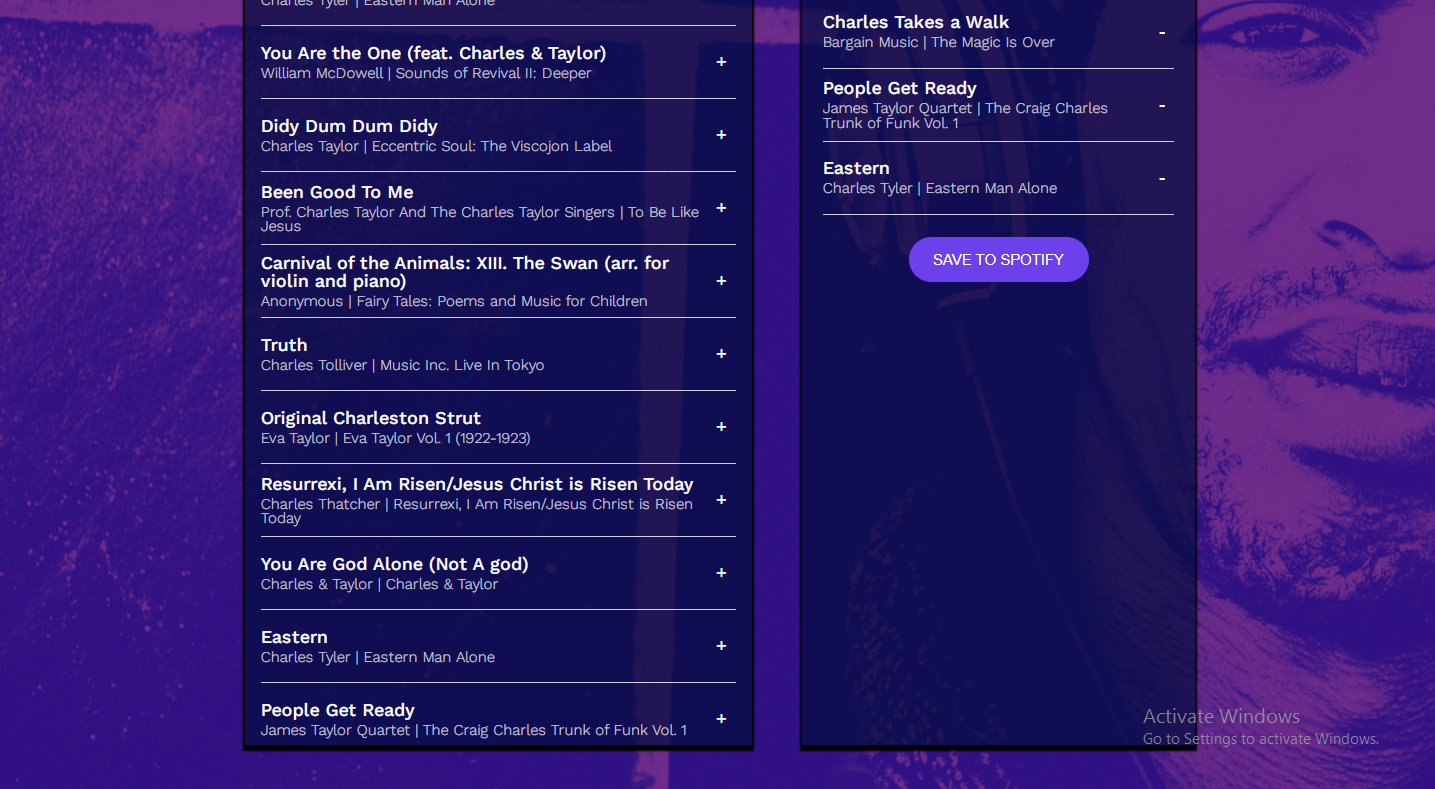 Charles Tyler | Eastern Man Alone
You Are the One (feat. Charles & Taylor)
William McDowell | Sounds of Revival II: Deeper
+
Didy Dum Dum Didy
Charles Taylor | Eccentric Soul: The Viscojon Label
+
Been Good To Me
Prof. Charles Taylor And The Charles Taylor Singers | To Be Like
Jesus
+
Carnival of the Animals: XIII. The Swan (arr. for
violin and piano)
Anonymous | Fairy Tales: Poems and Music for Children
+
Truth
Charles Tolliver | Music Inc. Live In Tokyo
+
Original Charleston Strut
Eva Taylor | Eva Taylor Vol. 1 (1922-1923)
+
Resurrexi, I Am Risen/Jesus Christ is Risen Today
Charles Thatcher | Resurrexi, I Am Risen/Jesus Christ is Risen
Today
+
You Are God Alone (Not A god)
Charles & Taylor | Charles & Taylor
+
Eastern
Charles Tyler | Eastern Man Alone
+
People Get Ready
James Taylor Quartet | The Craig Charles Trunk of Funk Vol. 1
+
Charles Takes a Walk
Bargain Music | The Magic Is Over
-
People Get Ready
James Taylor Quartet | The Craig Charles
Trunk of Funk Vol. 1
-
Eastern
Charles Tyler | Eastern Man Alone
-
SAVE TO SPOTIFY
Activate Windows
Go to Settings to activate Windows.